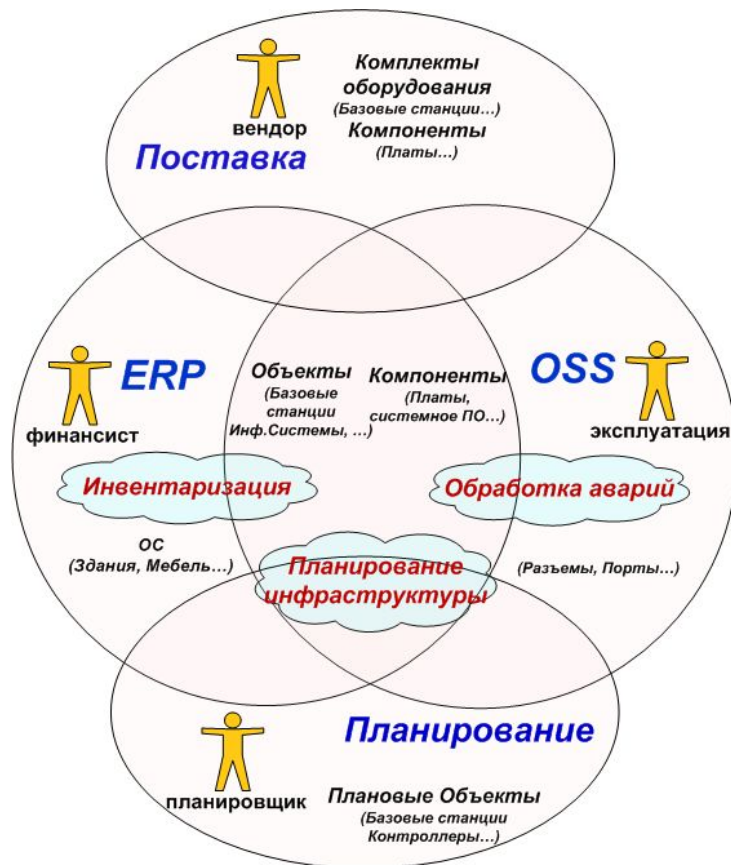 Комплекты
оборудования
(Базовые станции…)
Компоненты
(Платы…)
вендор
Поставка
ERP
финансист
Объекты
(Базовые
станции
Инф.Системы, …)
Компоненты
(Платы,
системное ПО…)
OSS
эксплуатация
Инвентаризация
Обработка аварий
ОС
(Здания, Мебель…)
Планирование
инфраструктуры
(Разъемы, Порты…)
Планирование
планировщик
Плановые Объекты
(Базовые станции
Контроллеры…)